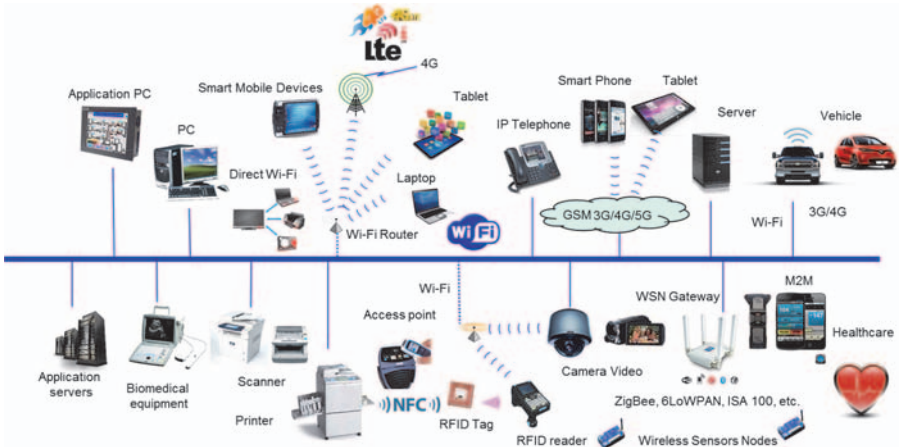 Lte
4G
Application PC
PC
Smart Mobile Devices
Direct Wi-Fi
Tablet
Laptop
Wi-Fi Router
Wi Fi
IP Telephone
Smart Phone
Tablet
GSM 3G/4G/5G
Server
Vehicle
Wi-Fi
3G/4G
Application
servers
Biomedical
equipment
Scanner
Printer
Access point
NFC
RFID Tag
Wi-Fi
RFID reader
Camera Video
WSN Gateway
M2M
Healthcare
ZigBee, 6LoWPAN, ISA 100, etc.
Wireless Sensors Nodes